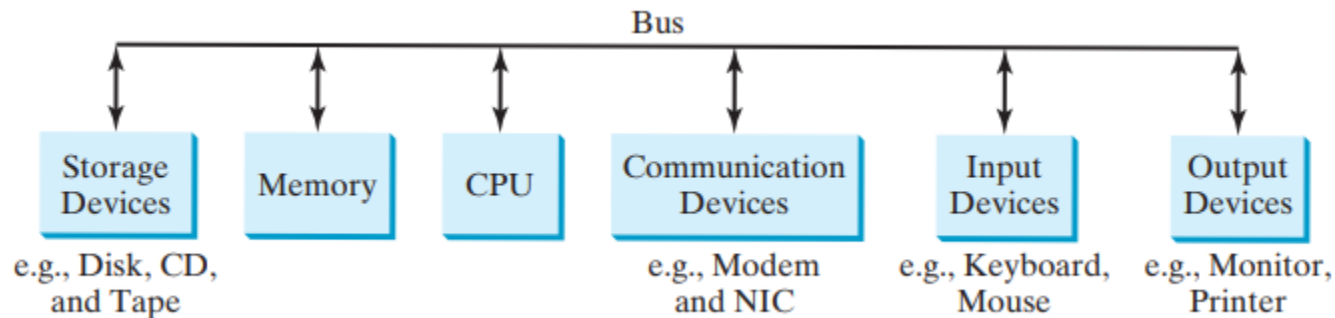 Bus
Storage
Devices
Memory
CPU
Communication
Devices
Input
Devices
Output
Devices
e.g., Disk, CD,
and Tape
e.g., Modem
and NIC
e.g., Keyboard,
Mouse
e.g., Monitor,
Printer